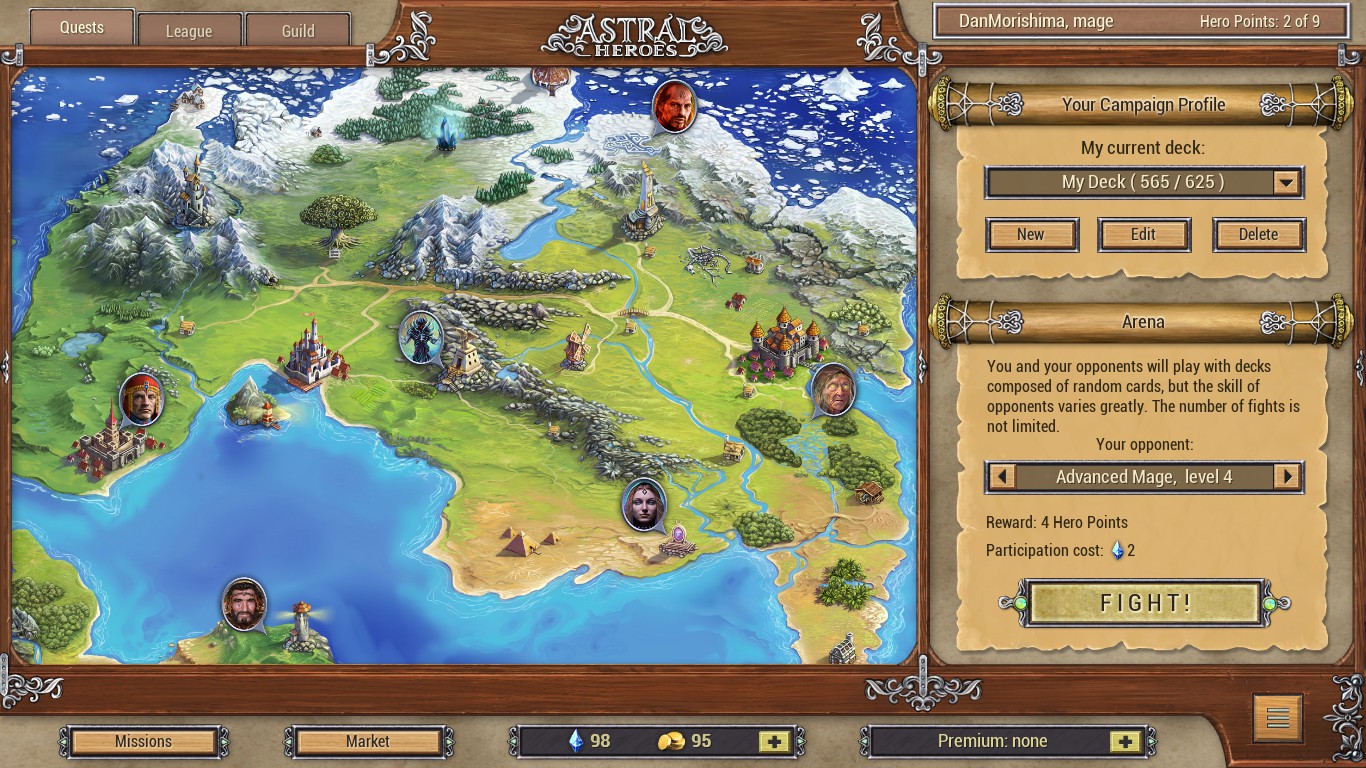 Quests
League
Guild
ASTRAL
HEROES
DanMorishima, mage
Hero Points: 2 of 9
Your Campaign Profile
My current deck:
My Deck ( 565 / 625 )
New
Edit
Delete
Arena
You and your opponents will play with decks
composed of random cards, but the skill of
opponents varies greatly. The number of fights is
not limited.
Your opponent:
Advanced Mage, level 4
Reward: 4 Hero Points
Participation cost: 2
FIGHT!
Missions
Market
98
95
Premium: none